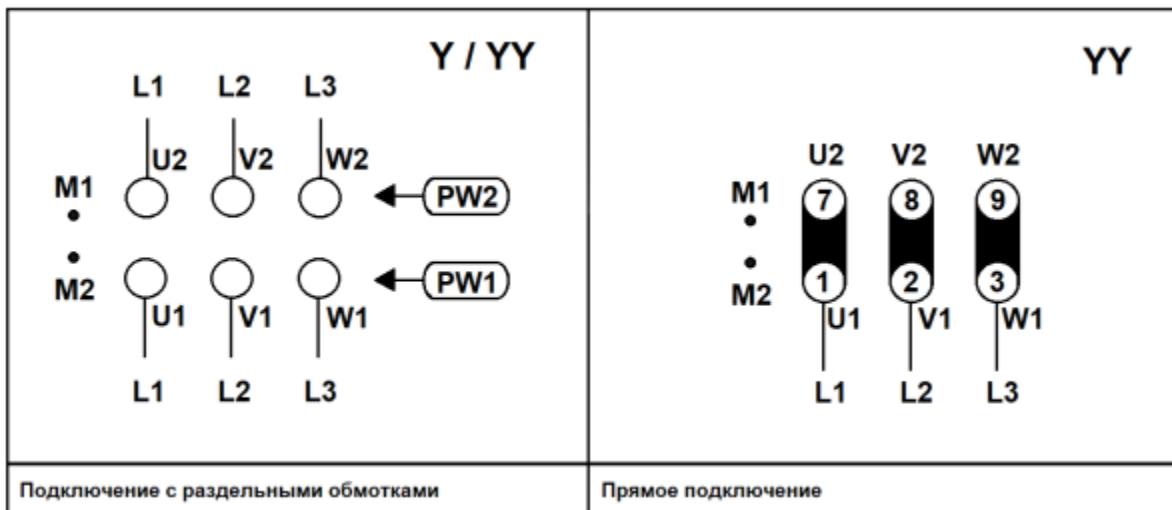 Y / YY
L1 L2 L3
U2 V2 W2
M1
PW2
M2
PW1
U1 V1 W1
L1 L2 L3
Подключение с раздельными обмотками
YY
U2 V2 W2
M1
7 8 9
M2
1 2 3
U1 V1 W1
L1 L2 L3
Прямое подключение